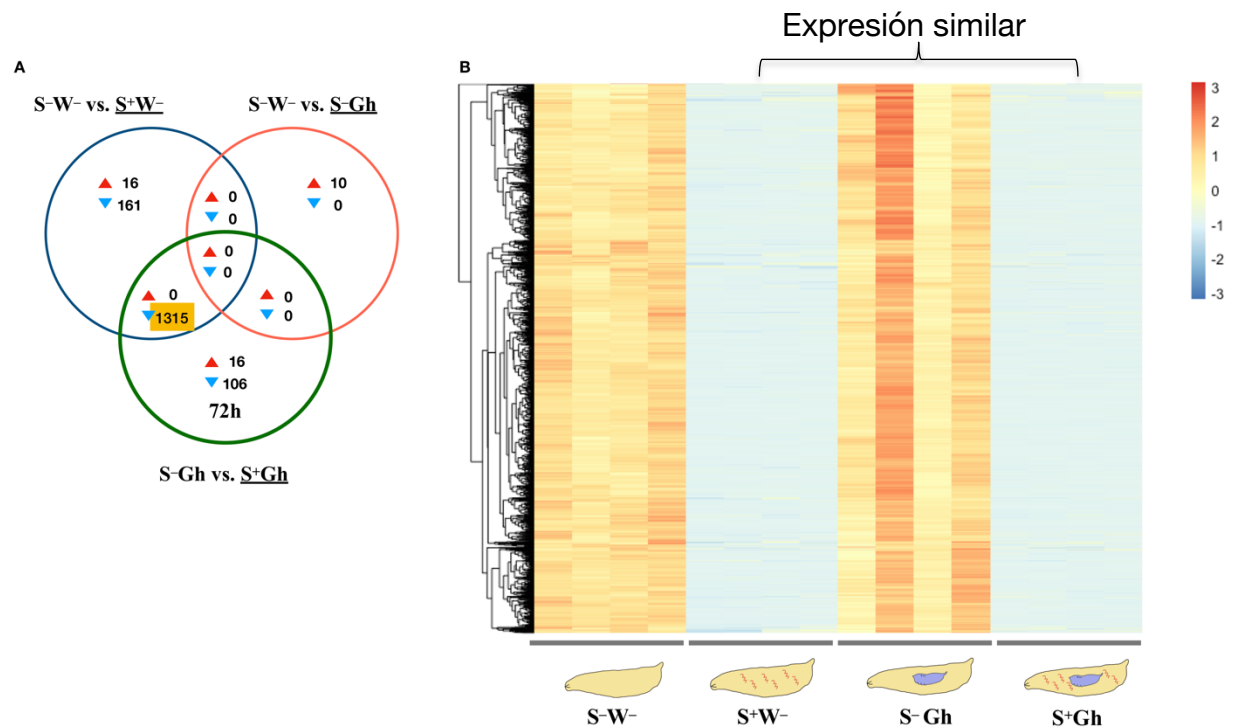 Expresión similar
A
S⁻W⁻ vs. S⁺W⁻
S⁻W⁻ vs. S⁻Gh
16
161
0
0
10
0
0
0
0
1315
0
0
16
106
72h
S⁻Gh vs. S⁺Gh
B
3
2
1
0
-1
-2
-3
S⁻W⁻
S⁺W⁻
S⁻ Gh
S⁺Gh